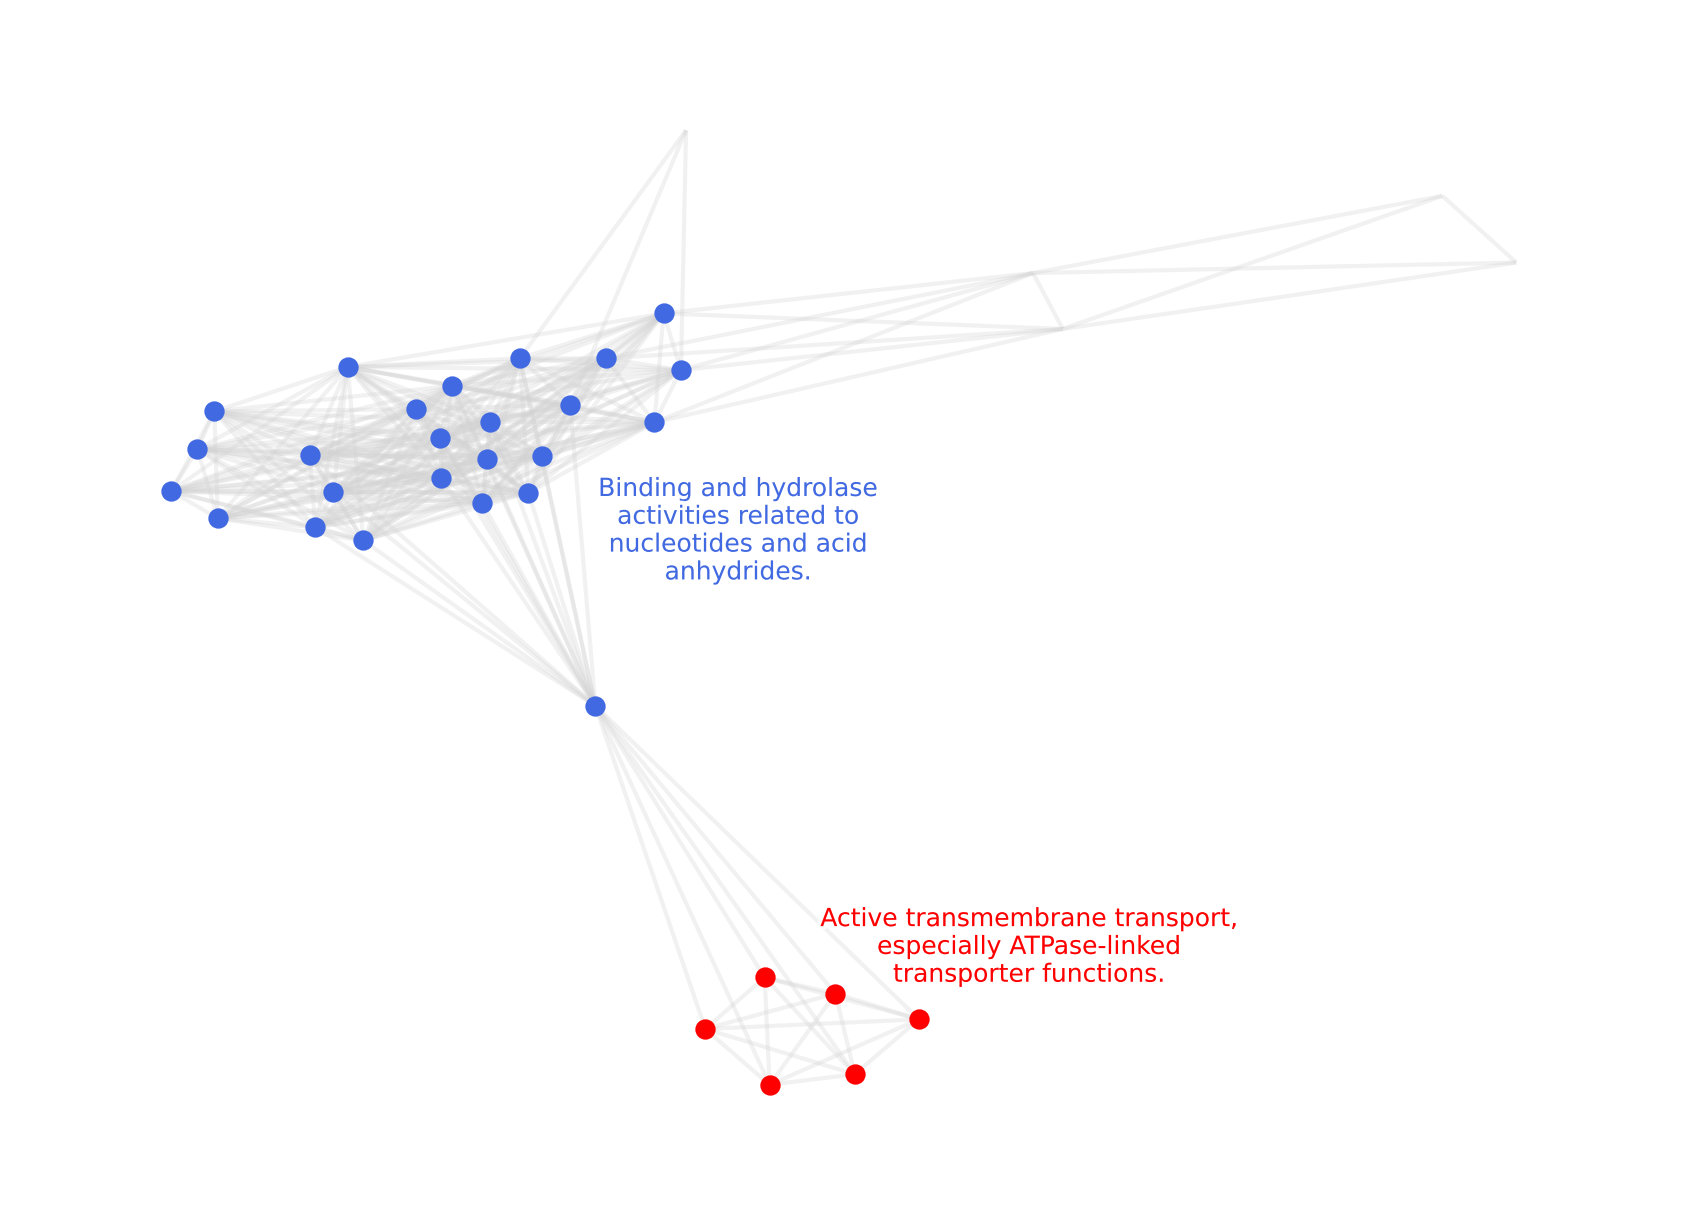 Binding and hydrolase
activities related to
nucleotides and acid
anhydrides.
Active transmembrane transport,
especially ATPase-linked
transporter functions.